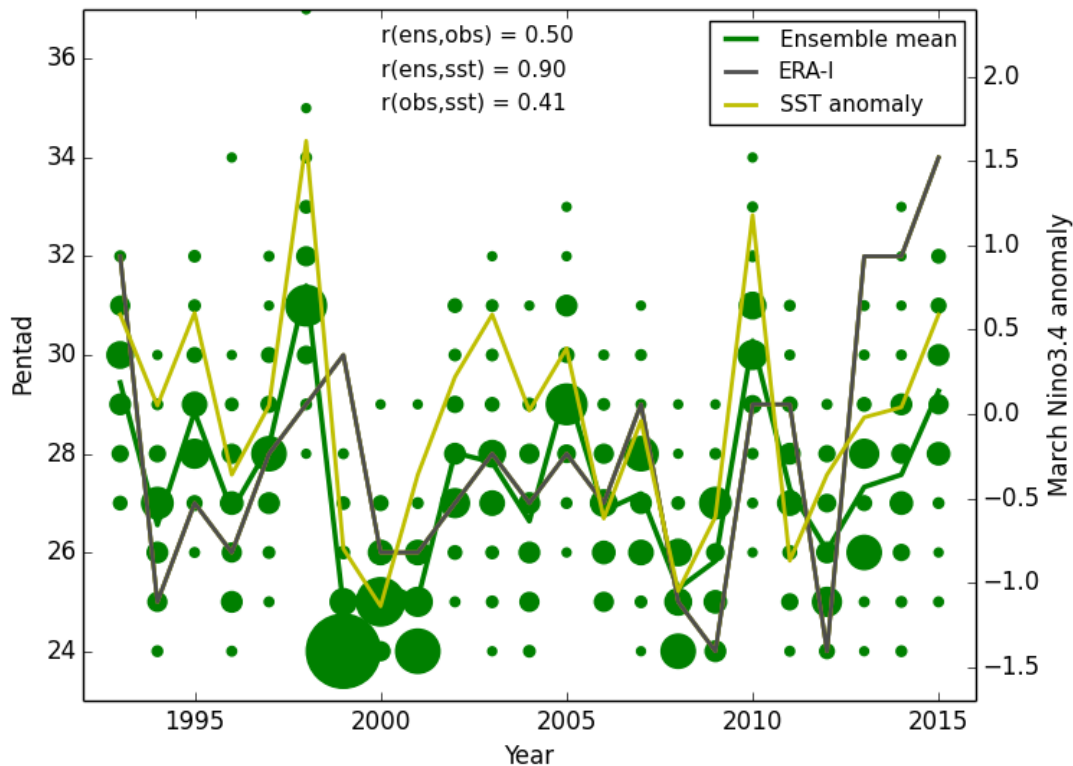 r(ens,obs) = 0.50
r(ens,sst) = 0.90
r(obs,sst) = 0.41
Ensemble mean
ERA-I
SST anomaly
Pentad
36
34
32
30
28
26
24
2.0
1.5
1.0
0.5
0.0
−0.5
−1.0
−1.5
March Nino3.4 anomaly
1995
2000
2005
2010
2015
Year